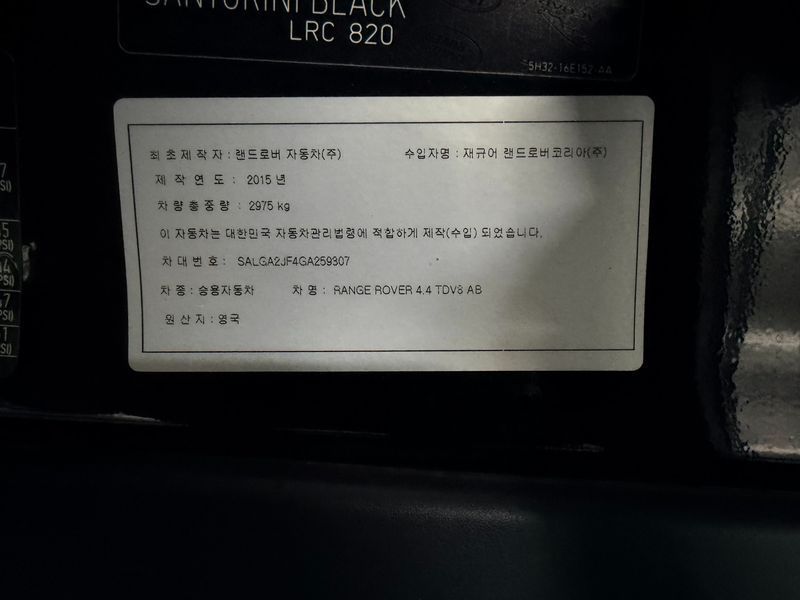 SANTORINI BLACK
LRC 820
5H32-16E152-AA
최 초 제 작 자 : 랜드로버 자동차(주) 수입자명 : 재규어 랜드로버코리아(주)
제 작 연 도 : 2015 년
차 량 총 중 량 : 2975 kg
이 자동차는 대한민국 자동차관리법령에 적합하게 제작(수입) 되었습니다.
차 대 번 호 : SALGA2JF4GA259307
차 종 : 승용자동차 차 명 : RANGE ROVER 4.4 TDV8 AB
원 산 지 : 영국